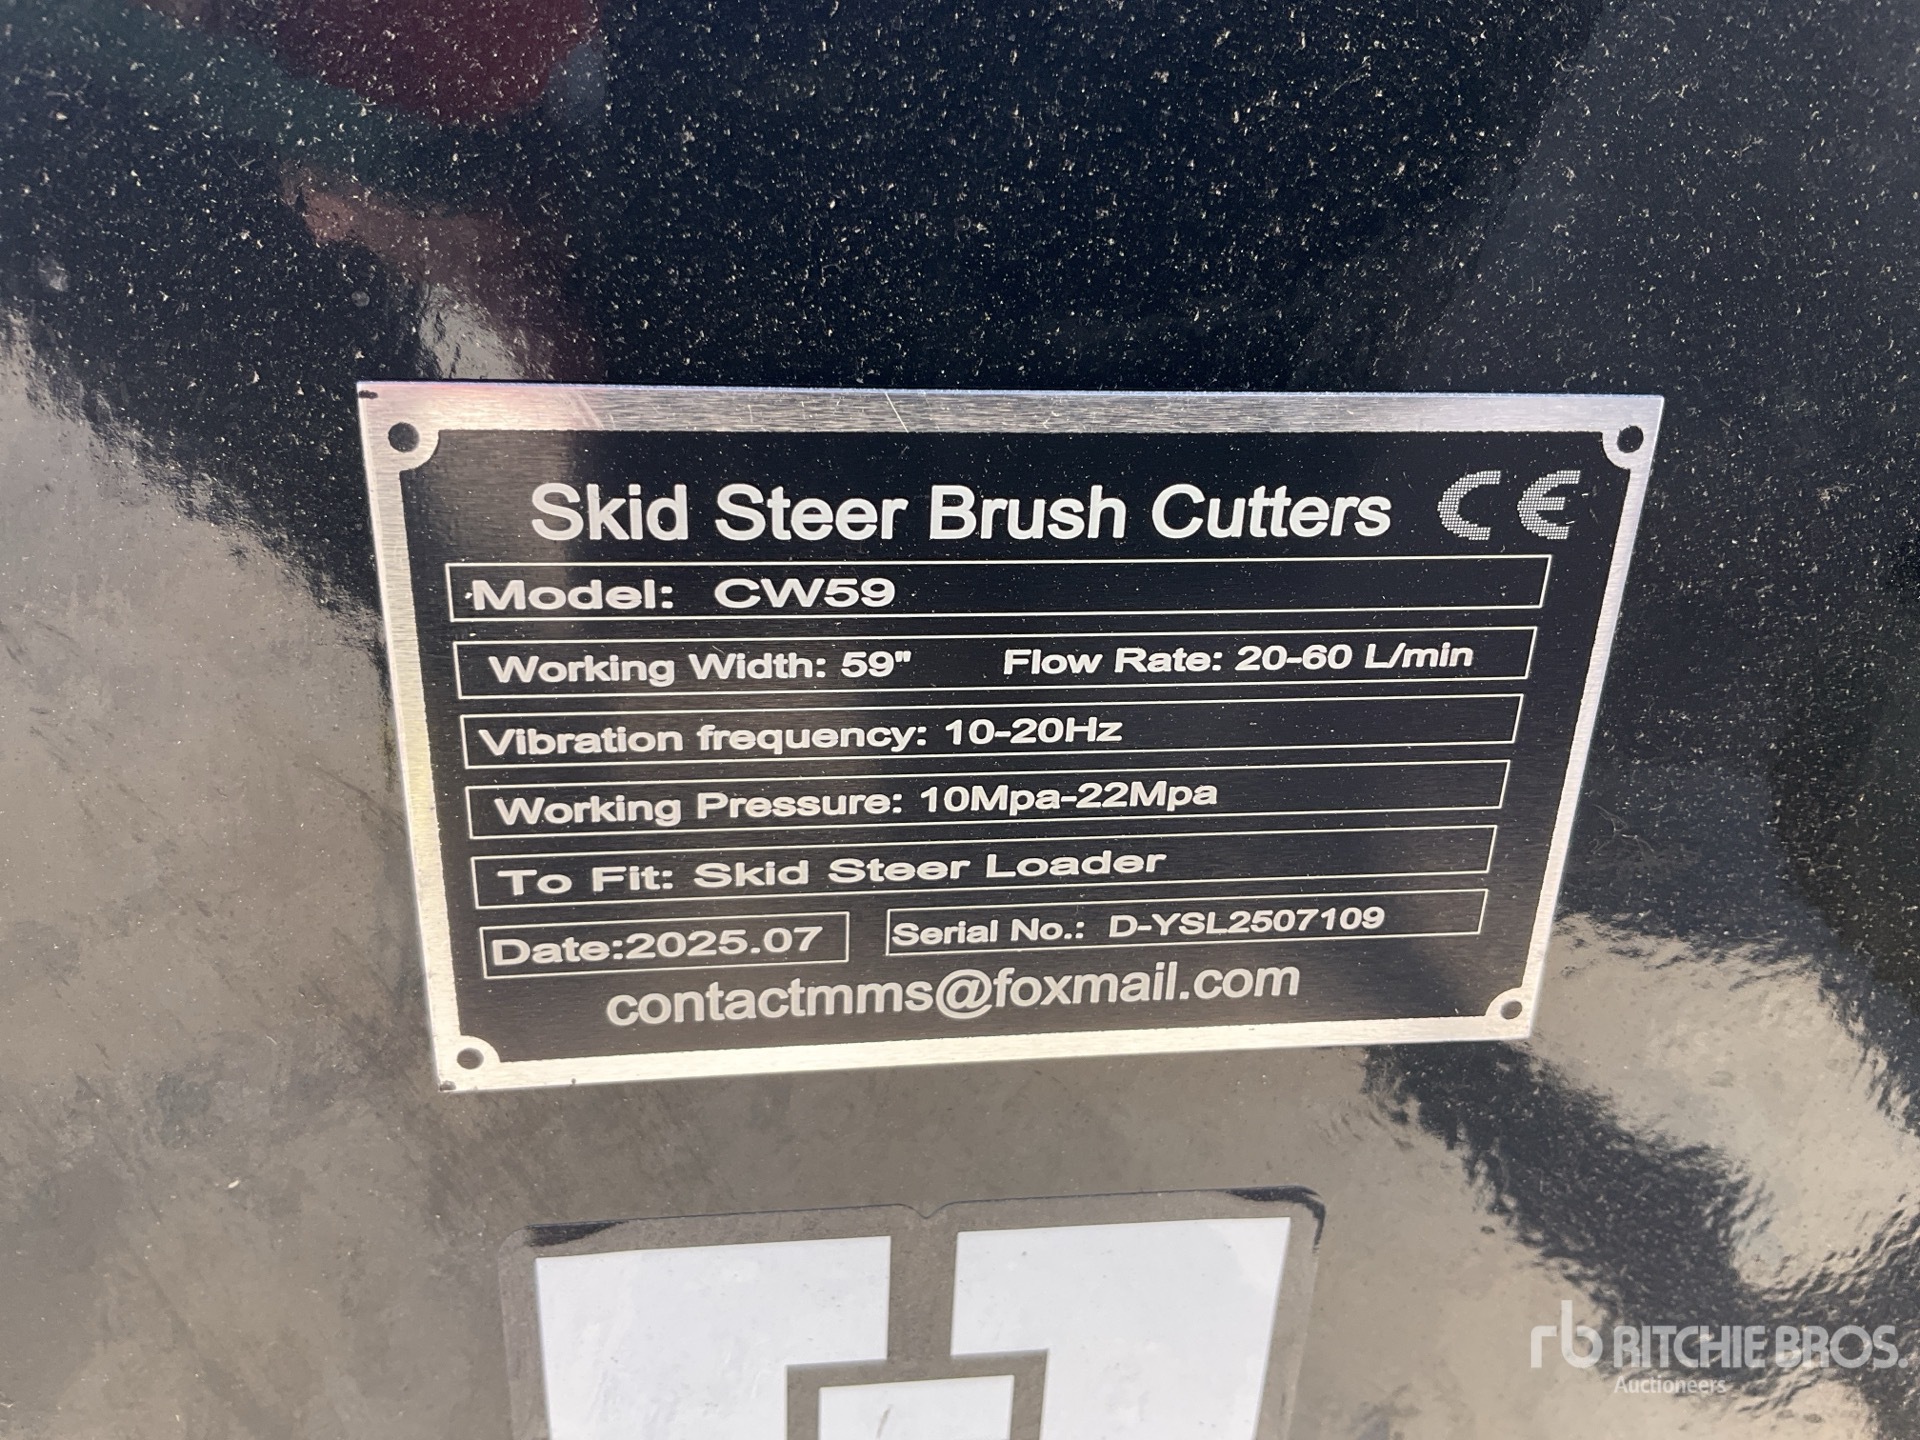 Skid Steer Brush Cutters CE
Model: CW59
Working Width: 59" Flow Rate: 20-60 L/min
Vibration frequency: 10-20Hz
Working Pressure: 10Mpa-22Mpa
To Fit: Skid Steer Loader
Date:2025.07 Serial No.: D-YSL2507109
contactmms@foxmail.com
rb RITCHIE BROS.
Auctioneers